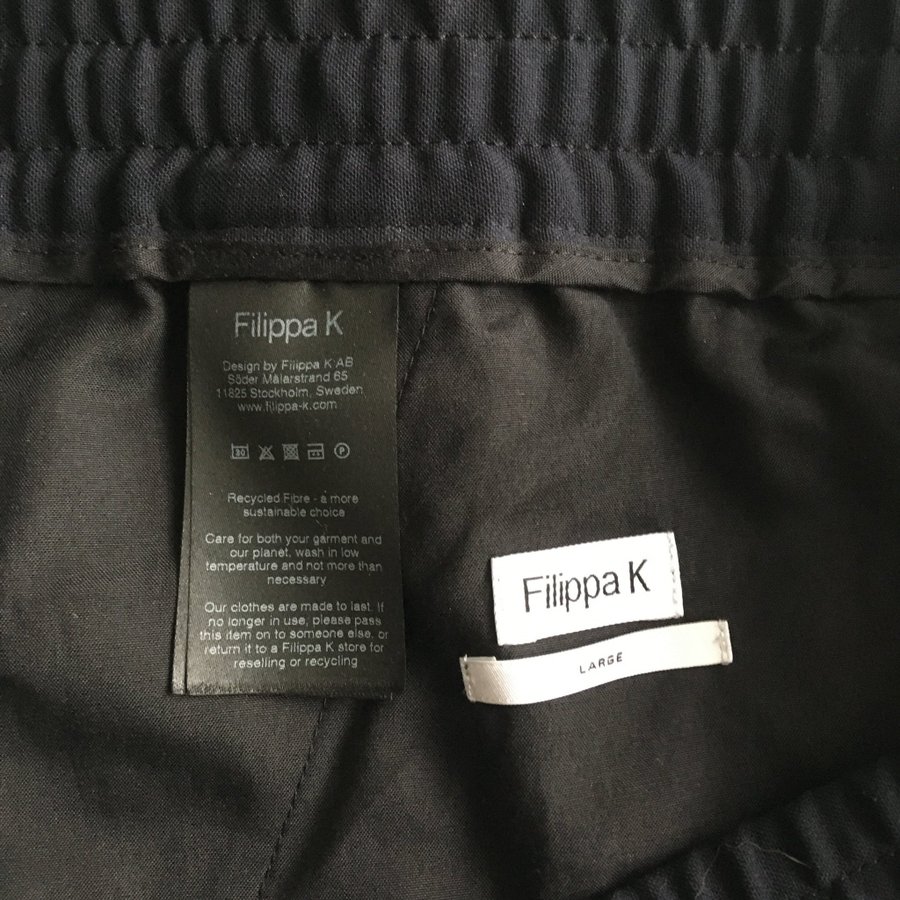 Filippa K
Design by Filippa K AB
Söder Mälarstrand 65
11825 Stockholm, Sweden
www.filippa-k.com
30 P
Recycled Fibre - a more
sustainable choice
Care for both your garment and
our planet, wash in low
temperature and not more than
necessary
Our clothes are made to last. If
no longer in use, please pass
this item on to someone else, or
return it to a Filippa K store for
reselling or recycling
Filippa K
LARGE